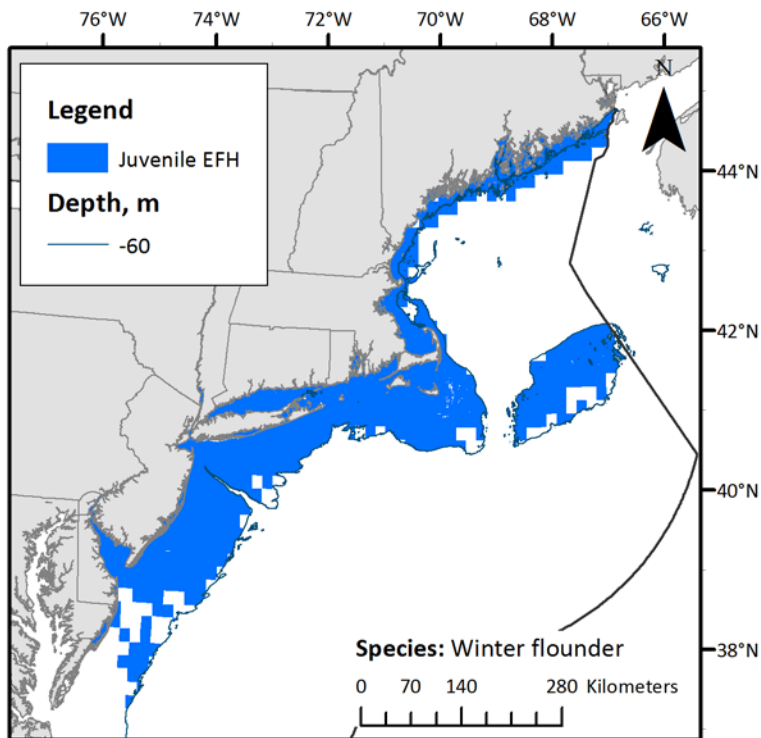 76°W 74°W 72°W 70°W 68°W 66°W
N
Legend
Juvenile EFH
Depth, m
-60
44°N
42°N
40°N
38°N
Species: Winter flounder
0 70 140 280 Kilometers